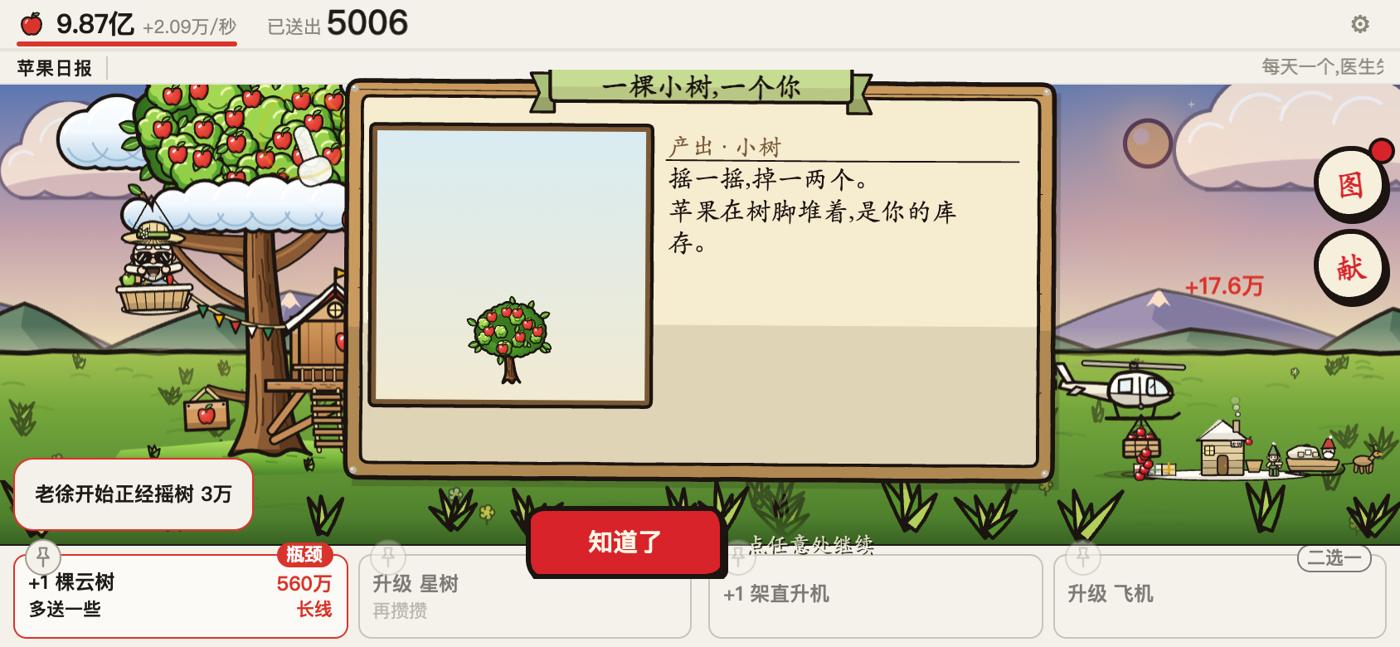 9.87亿 +2.09万/秒 已送出 5006
苹果日报
每天一个,医生
一棵小树,一个你
产出·小树
摇一摇,掉一两个。
苹果在树脚堆着,是你的库
存。
图
献
+17.6万
老徐开始正经摇树 3万
知道了
点任意处继续
瓶颈
+1 棵云树 560万
多送一些 长线
升级 星树
再攒攒
+1 架直升机
二选一
升级 飞机